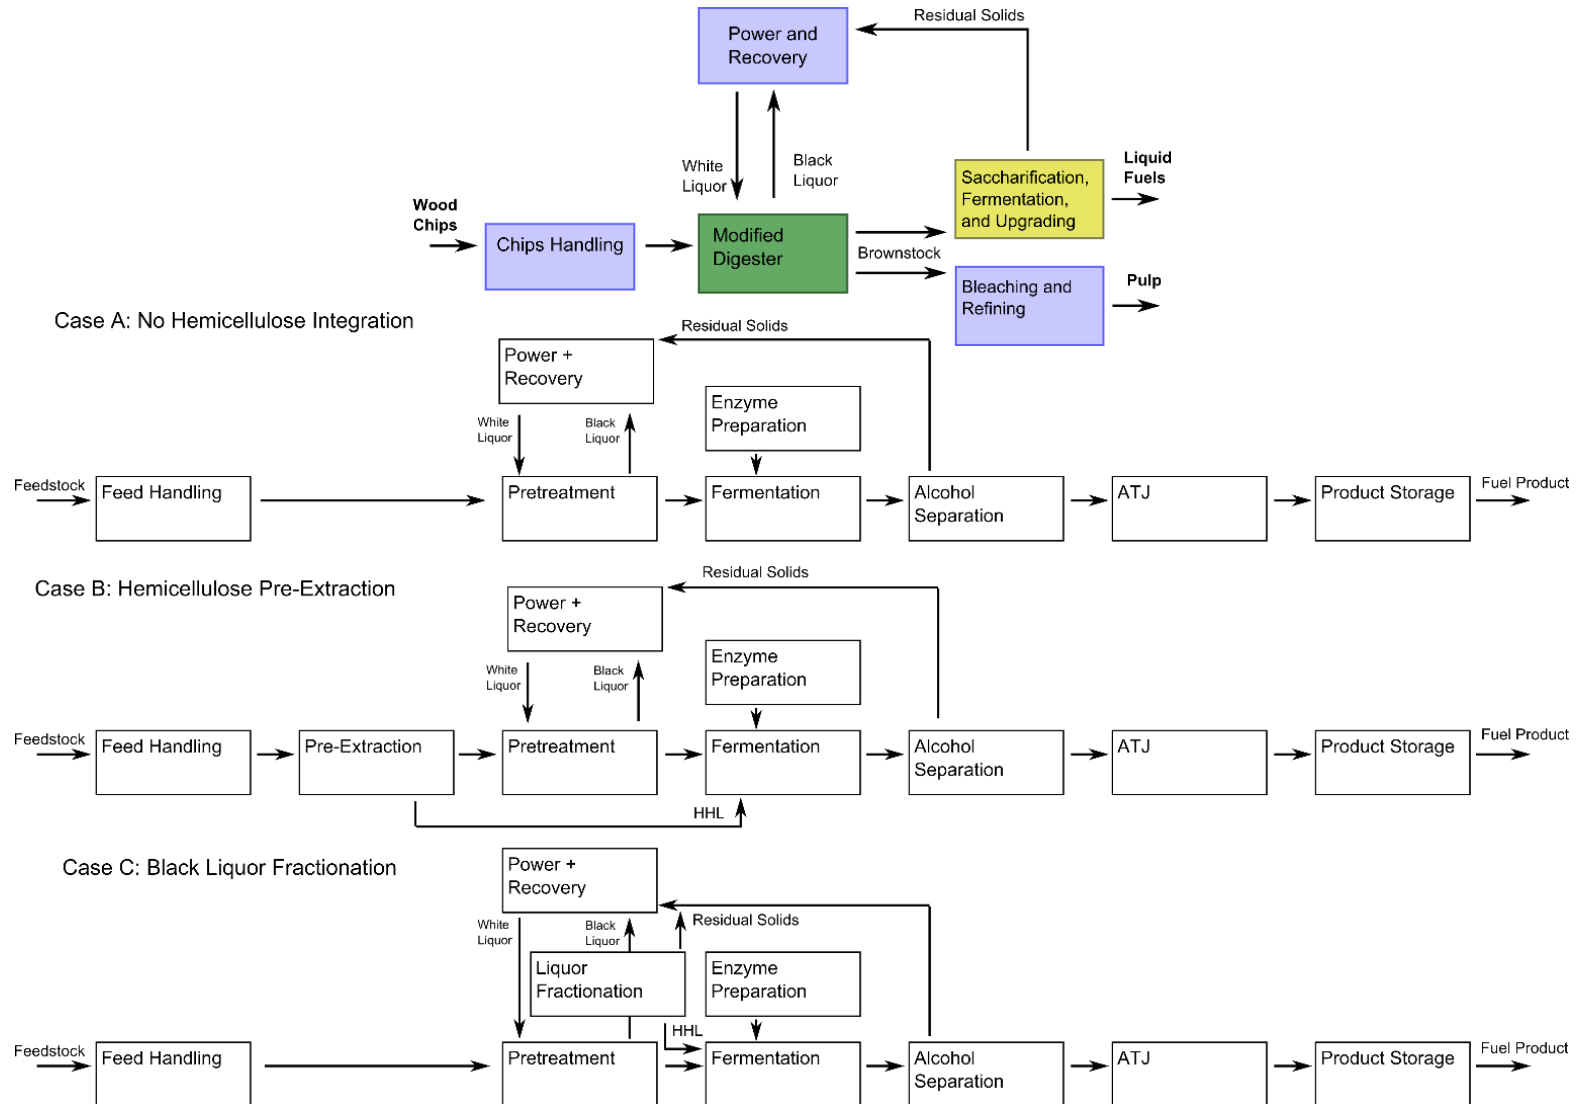 Residual Solids
Power and
Recovery
White
Liquor
Black
Liquor
Saccharification,
Fermentation,
and Upgrading
Liquid
Fuels
Wood
Chips
Chips Handling
Modified
Digester
Brownstock
Bleaching and
Refining
Pulp
Case A: No Hemicellulose Integration
Residual Solids
Power +
Recovery
White
Liquor
Black
Liquor
Enzyme
Preparation
Feedstock
Feed Handling
Pretreatment
Fermentation
Alcohol
Separation
ATJ
Product Storage
Fuel Product
Case B: Hemicellulose Pre-Extraction
Residual Solids
Power +
Recovery
White
Liquor
Black
Liquor
Enzyme
Preparation
Feedstock
Feed Handling
Pre-Extraction
Pretreatment
Fermentation
Alcohol
Separation
ATJ
Product Storage
Fuel Product
HHL
Case C: Black Liquor Fractionation
Power +
Recovery
White
Liquor
Black
Liquor
Residual Solids
Liquor
Fractionation
Enzyme
Preparation
HHL
Feedstock
Feed Handling
Pretreatment
Fermentation
Alcohol
Separation
ATJ
Product Storage
Fuel Product